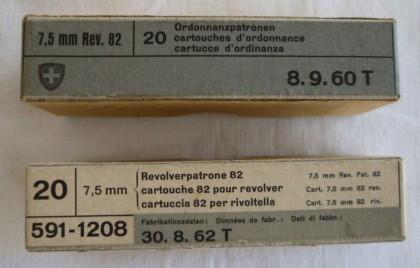 7,5 mm Rev. 82
20
Ordonnanzpatronen
cartouches d'ordonnance
cartucce d'ordinanza
8.9.60 T
20
7,5 mm
Revolverpatrone 82
cartouche 82 pour revolver
cartuccia 82 per rivoltella
7,5 mm Rev. Pat. 82
Cart. 7,5 mm 82 rev.
Cart. 7,5 mm 82 riv.
591-1208
Fabrikationsdaten: Données de fabr.: Dati di fabbr.:
30. 8. 62 T